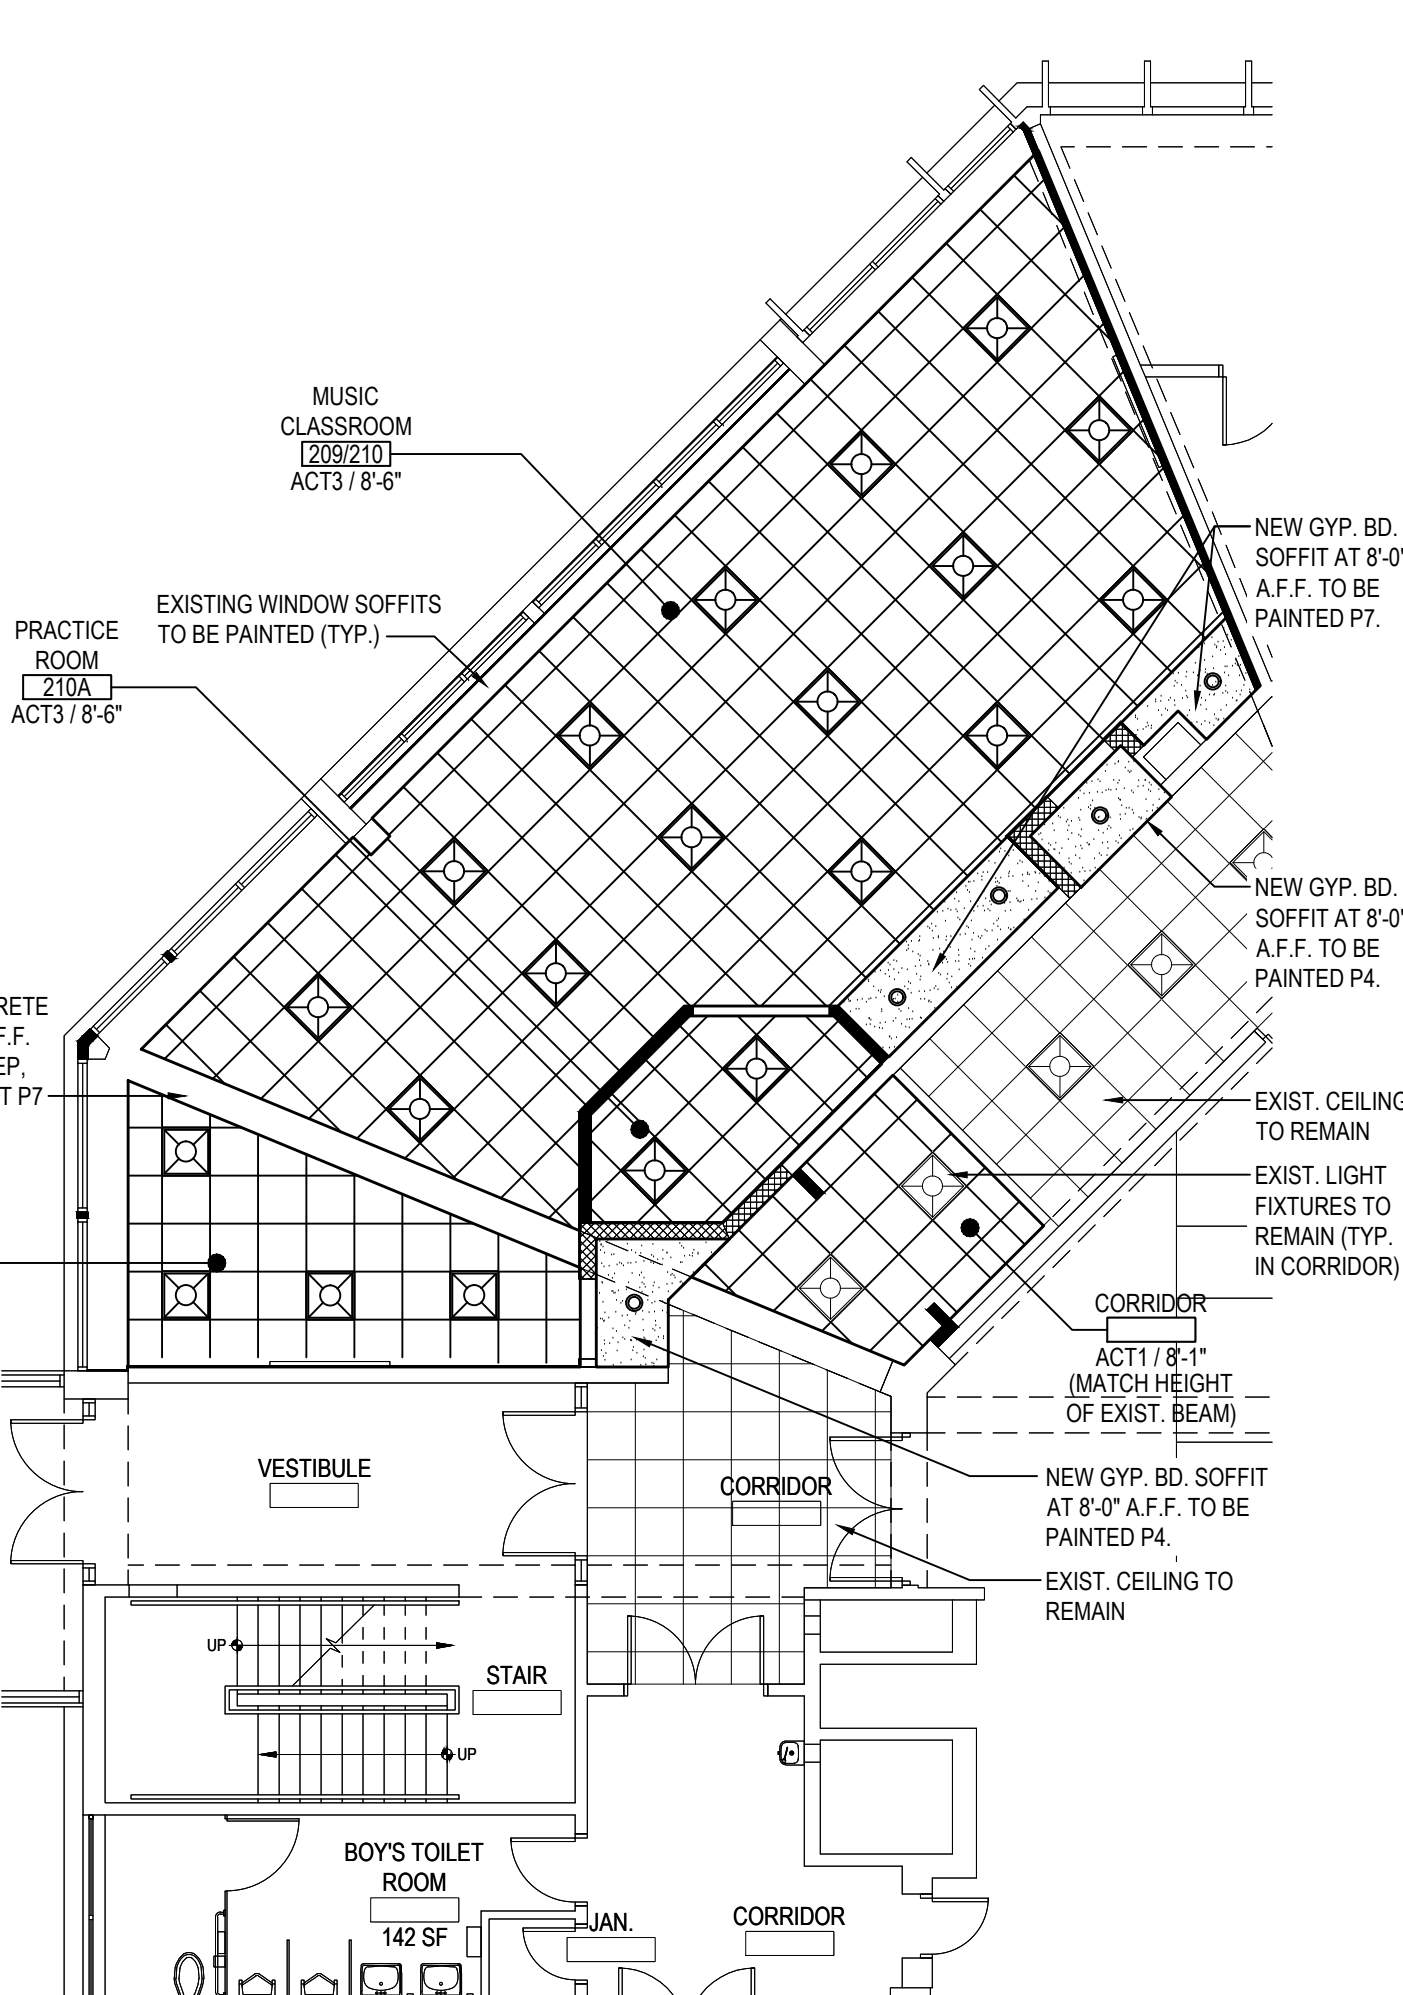 MUSIC
CLASSROOM
209/210
ACT3 / 8'-6"
EXISTING WINDOW SOFFITS
TO BE PAINTED (TYP.)
PRACTICE
ROOM
210A
ACT3 / 8'-6"
NEW GYP. BD.
SOFFIT AT 8'-0"
A.F.F. TO BE
PAINTED P7.
NEW GYP. BD.
SOFFIT AT 8'-0"
A.F.F. TO BE
PAINTED P4.
RETE
F.F.
EP,
T P7
EXIST. CEILING
TO REMAIN
EXIST. LIGHT
FIXTURES TO
REMAIN (TYP.
IN CORRIDOR)
CORRIDOR
ACT1 / 8'-1"
(MATCH HEIGHT
OF EXIST. BEAM)
VESTIBULE
CORRIDOR
NEW GYP. BD. SOFFIT
AT 8'-0" A.F.F. TO BE
PAINTED P4.
EXIST. CEILING TO
REMAIN
UP
STAIR
UP
BOY'S TOILET
ROOM
142 SF
JAN.
CORRIDOR